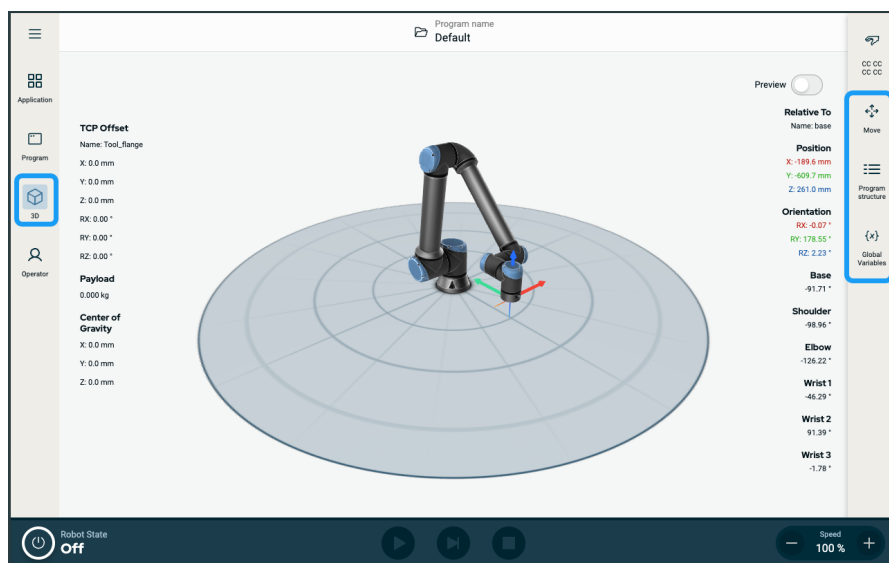 Program name
Default
Application
Program
3D
Operator
TCP Offset
Name: Tool_flange
X: 0.0 mm
Y: 0.0 mm
Z: 0.0 mm
RX: 0.00 °
RY: 0.00 °
RZ: 0.00 °
Payload
0.000 kg
Center of
Gravity
X: 0.0 mm
Y: 0.0 mm
Z: 0.0 mm
Preview
Relative To
Name: base
Position
X: -189.6 mm
Y: -609.7 mm
Z: 261.0 mm
Orientation
RX: -0.07 °
RY: 178.55 °
RZ: 2.23 °
Base
-91.71 °
Shoulder
-98.96 °
Elbow
-126.22 °
Wrist 1
-46.29 °
Wrist 2
91.39 °
Wrist 3
-1.78 °
CC CC
CC CC
Move
Program
structure
{x}
Global
Variables
Robot State
Off
Speed
100 %